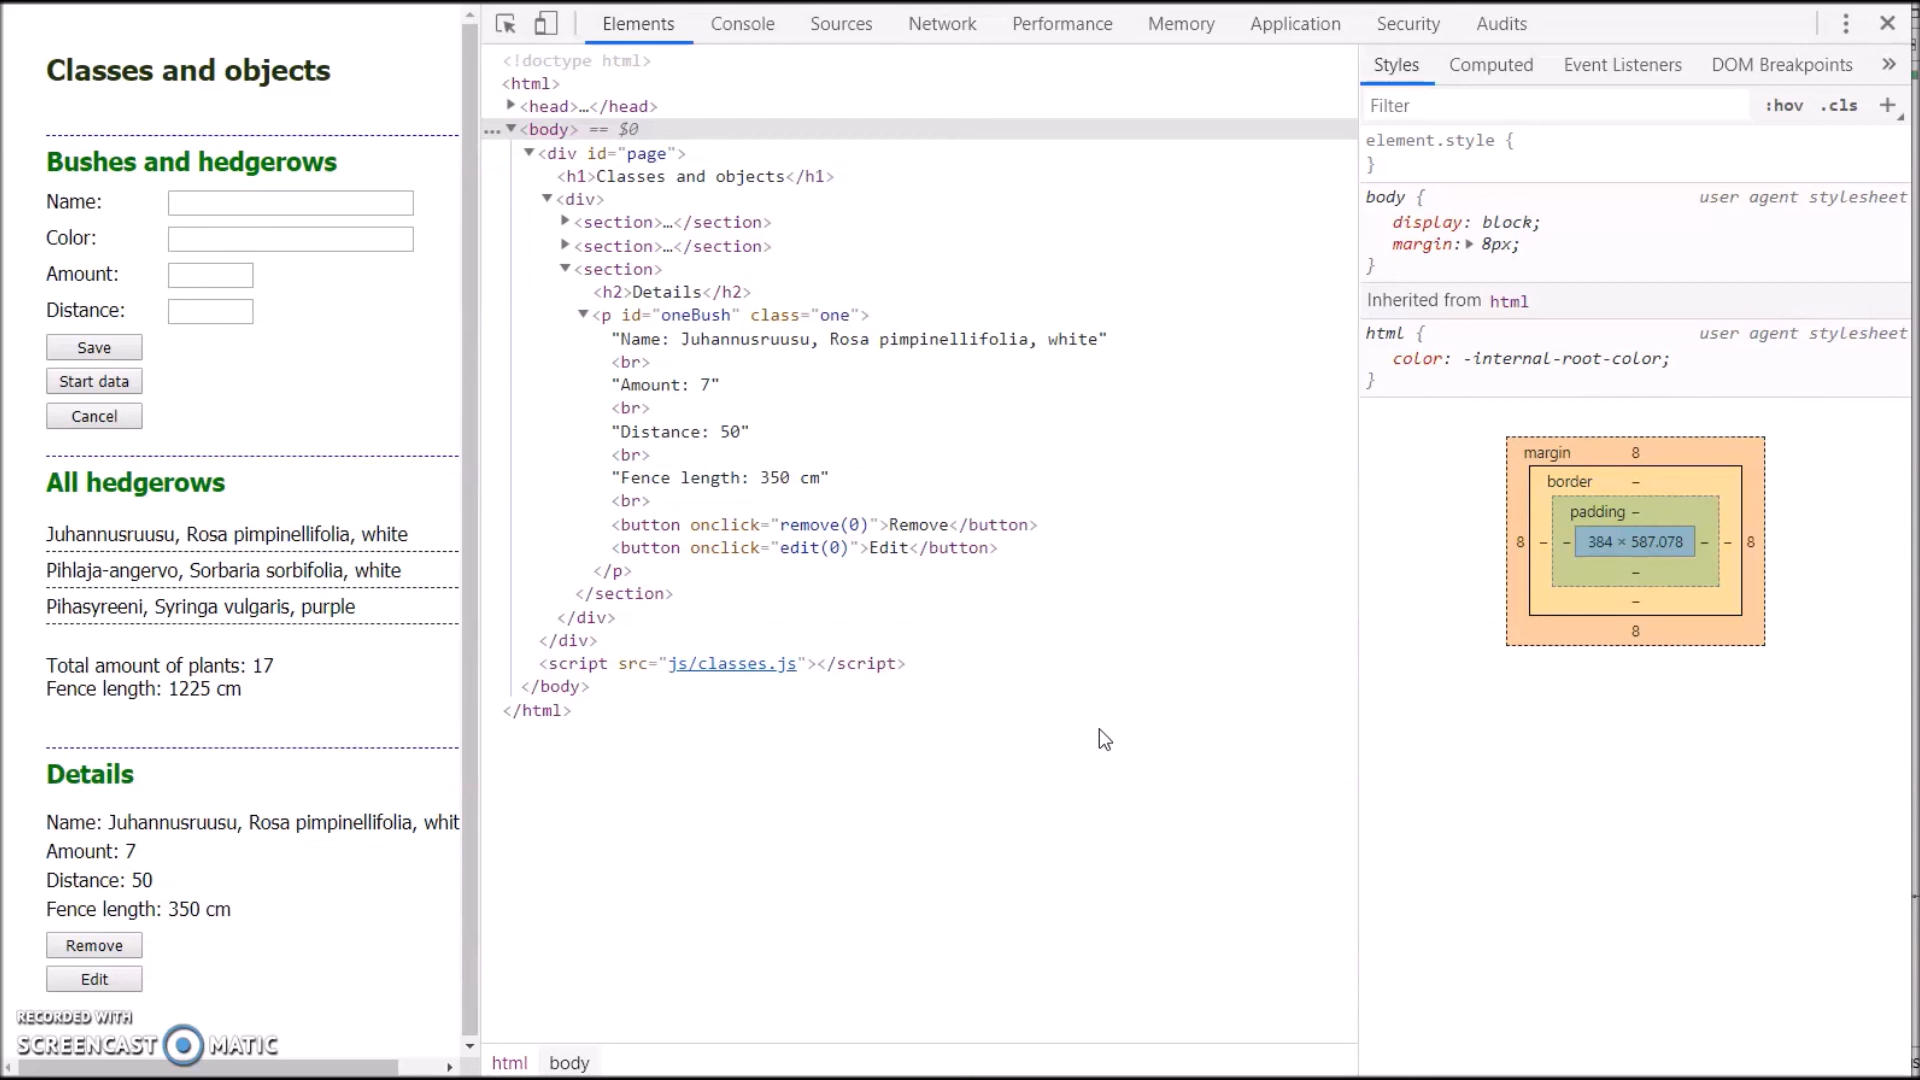 Classes and objects
Bushes and hedgerows
Name:
Color:
Amount:
Distance:
Save
Start data
Cancel
All hedgerows
Juhannusruusu, Rosa pimpinellifolia, white
Pihlaja-angervo, Sorbaria sorbifolia, white
Pihasyreeni, Syringa vulgaris, purple
Total amount of plants: 17
Fence length: 1225 cm
Details
Name: Juhannusruusu, Rosa pimpinellifolia, whit
Amount: 7
Distance: 50
Fence length: 350 cm
Remove
Edit
RECORDED WITH
SCREENCAST MATIC
Elements Console Sources Network Performance Memory Application Security Audits
<!doctype html>
<html>
<head>…</head>
… <body> == $0
<div id="page">
<h1>Classes and objects</h1>
<div>
<section>…</section>
<section>…</section>
<section>
<h2>Details</h2>
<p id="oneBush" class="one">
"Name: Juhannusruusu, Rosa pimpinellifolia, white"
<br>
"Amount: 7"
<br>
"Distance: 50"
<br>
"Fence length: 350 cm"
<br>
<button onclick="remove(0)">Remove</button>
<button onclick="edit(0)">Edit</button>
</p>
</section>
</div>
</div>
<script src="js/classes.js"></script>
</body>
</html>
html body
Styles Computed Event Listeners DOM Breakpoints »
Filter :hov .cls +
element.style {
}
body { user agent stylesheet
display: block;
margin: 8px;
}
Inherited from html
html { user agent stylesheet
color: -internal-root-color;
}
margin 8
border –
padding –
8 – – 384 × 587.078 – – 8
–
–
8